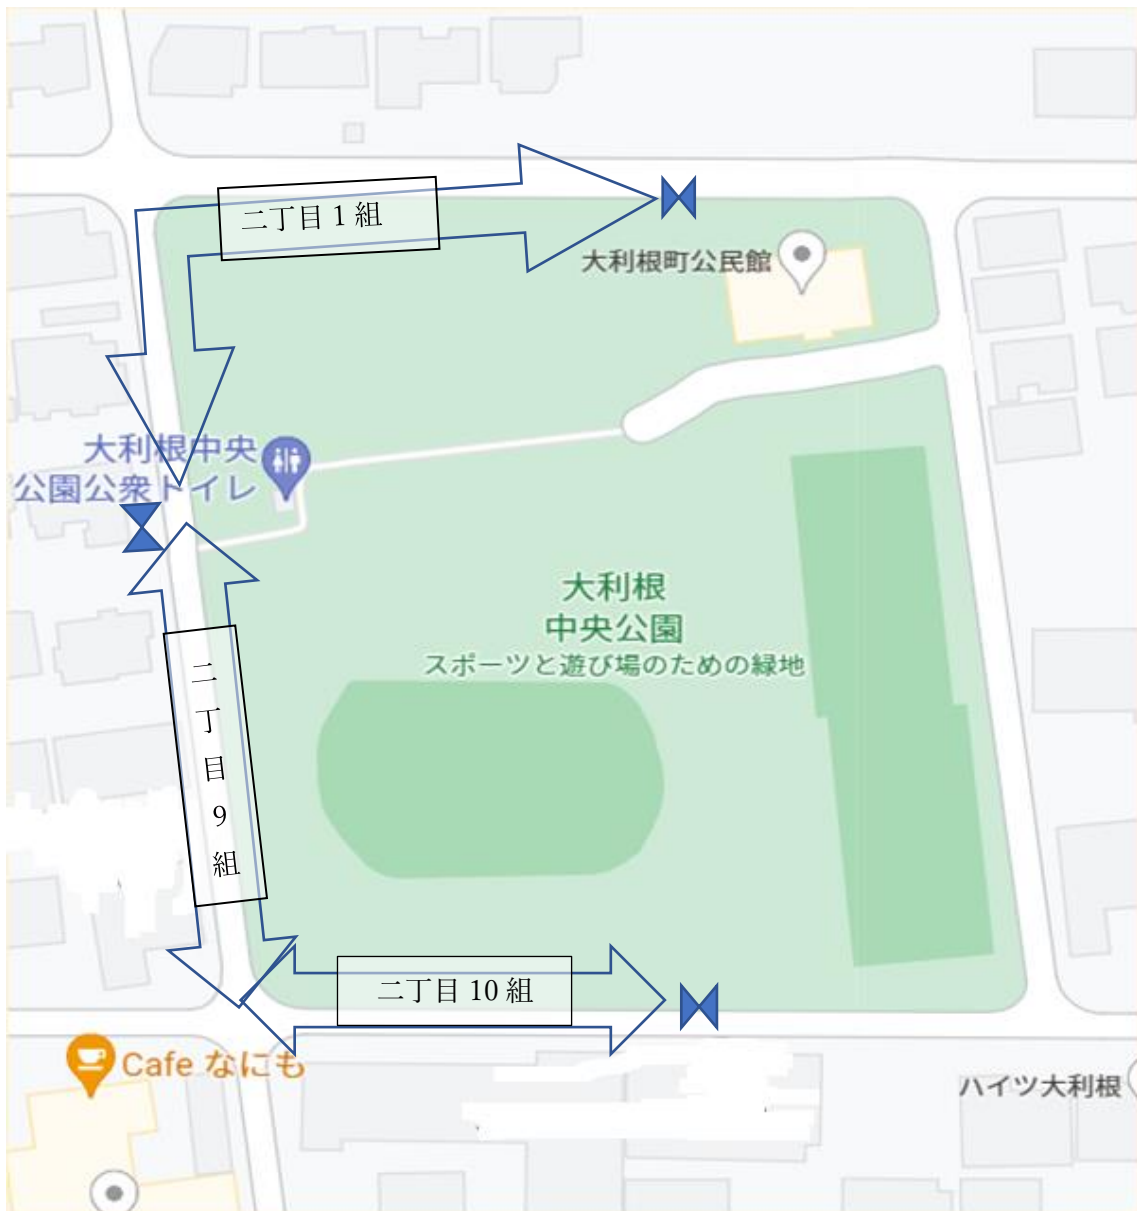 二丁目1組
大利根町公民館
大利根中央
公園公衆トイレ
大利根
中央公園
スポーツと遊び場のための緑地
二丁目9組
二丁目10組
Cafe なにも
ハイツ大利根